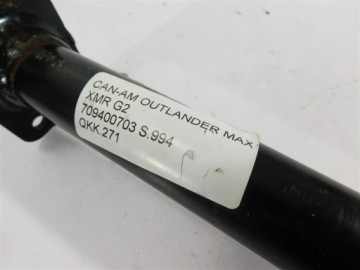 CAN-AM OUTLANDER MAX
XMR G2
709400703 S.994
QKK.271